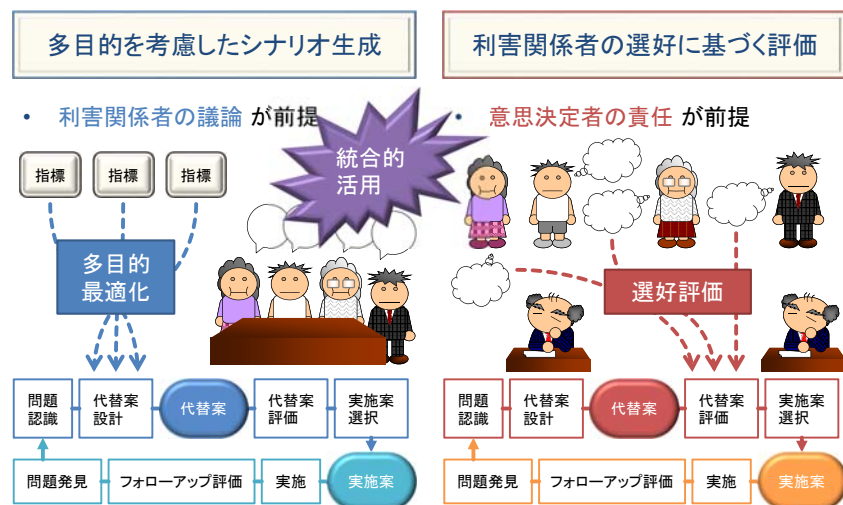 多目的を考慮したシナリオ生成
利害関係者の選好に基づく評価
• 利害関係者の議論 が前提
• 意思決定者の責任 が前提
統合的
活用
指標
指標
指標
多目的
最適化
選好評価
問題
認識
代替案
設計
代替案
代替案
評価
実施案
選択
問題発見
フォローアップ評価
実施
実施案
問題
認識
代替案
設計
代替案
代替案
評価
実施案
選択
問題発見
フォローアップ評価
実施
実施案